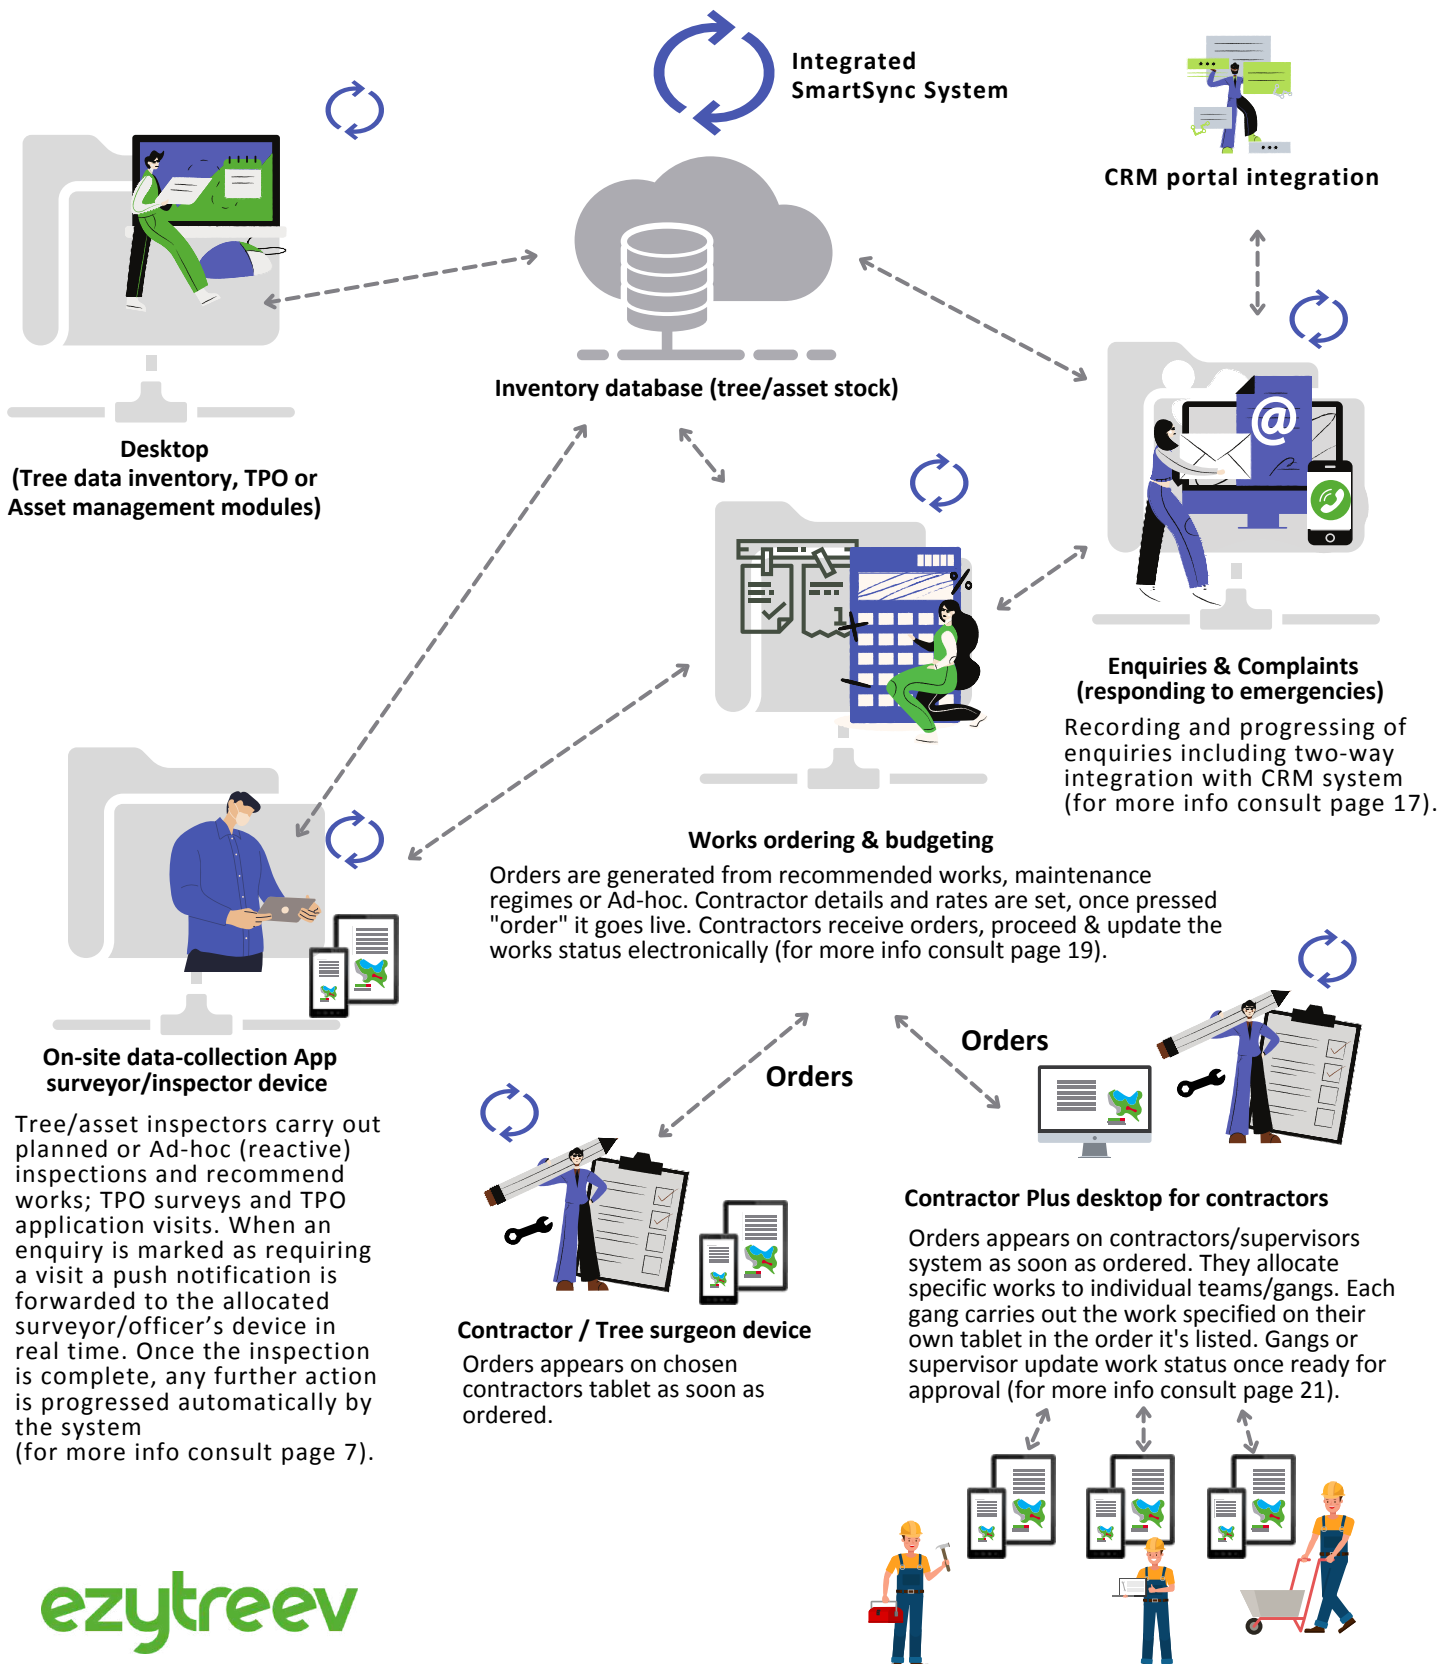 Integrated
SmartSync System
CRM portal integration
Inventory database (tree/asset stock)
Desktop
(Tree data inventory, TPO or
Asset management modules)
@
%
1
Enquiries & Complaints
(responding to emergencies)
Recording and progressing of
enquiries including two-way
integration with CRM system
(for more info consult page 17).
Works ordering & budgeting
Orders are generated from recommended works, maintenance
regimes or Ad-hoc. Contractor details and rates are set, once pressed
"order" it goes live. Contractors receive orders, proceed & update the
works status electronically (for more info consult page 19).
On-site data-collection App
surveyor/inspector device
Tree/asset inspectors carry out
planned or Ad-hoc (reactive)
inspections and recommend
works; TPO surveys and TPO
application visits. When an
enquiry is marked as requiring
a visit a push notification is
forwarded to the allocated
surveyor/officer's device in
real time. Once the inspection
is complete, any further action
is progressed automatically by
the system
(for more info consult page 7).
Orders
Orders
Contractor / Tree surgeon device
Orders appears on chosen
contractors tablet as soon as
ordered.
Contractor Plus desktop for contractors
Orders appears on contractors/supervisors
system as soon as ordered. They allocate
specific works to individual teams/gangs. Each
gang carries out the work specified on their
own tablet in the order it's listed. Gangs or
supervisor update work status once ready for
approval (for more info consult page 21).
ezytreev